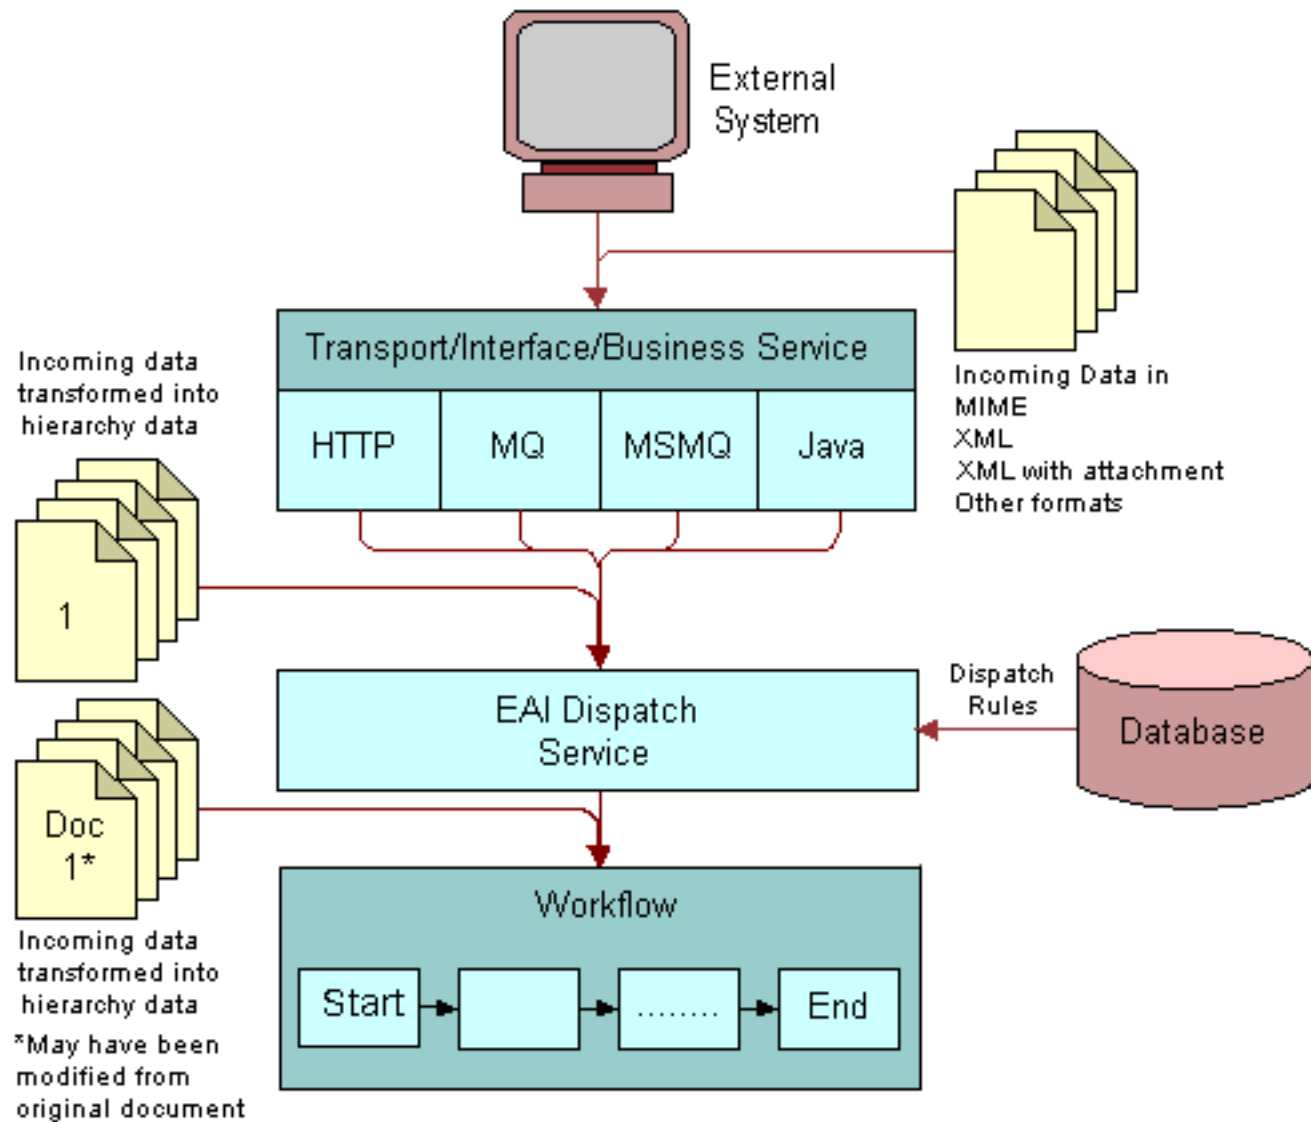 External
System
Transport/Interface/Business Service
HTTP
MQ
MSMQ
Java
Incoming Data in
MIME
XML
XML with attachment
Other formats
Incoming data
transformed into
hierarchy data
1
EAI Dispatch
Service
Dispatch
Rules
Database
Doc
1*
Incoming data
transformed into
hierarchy data
*May have been
modified from
original document
Workflow
Start
........
End